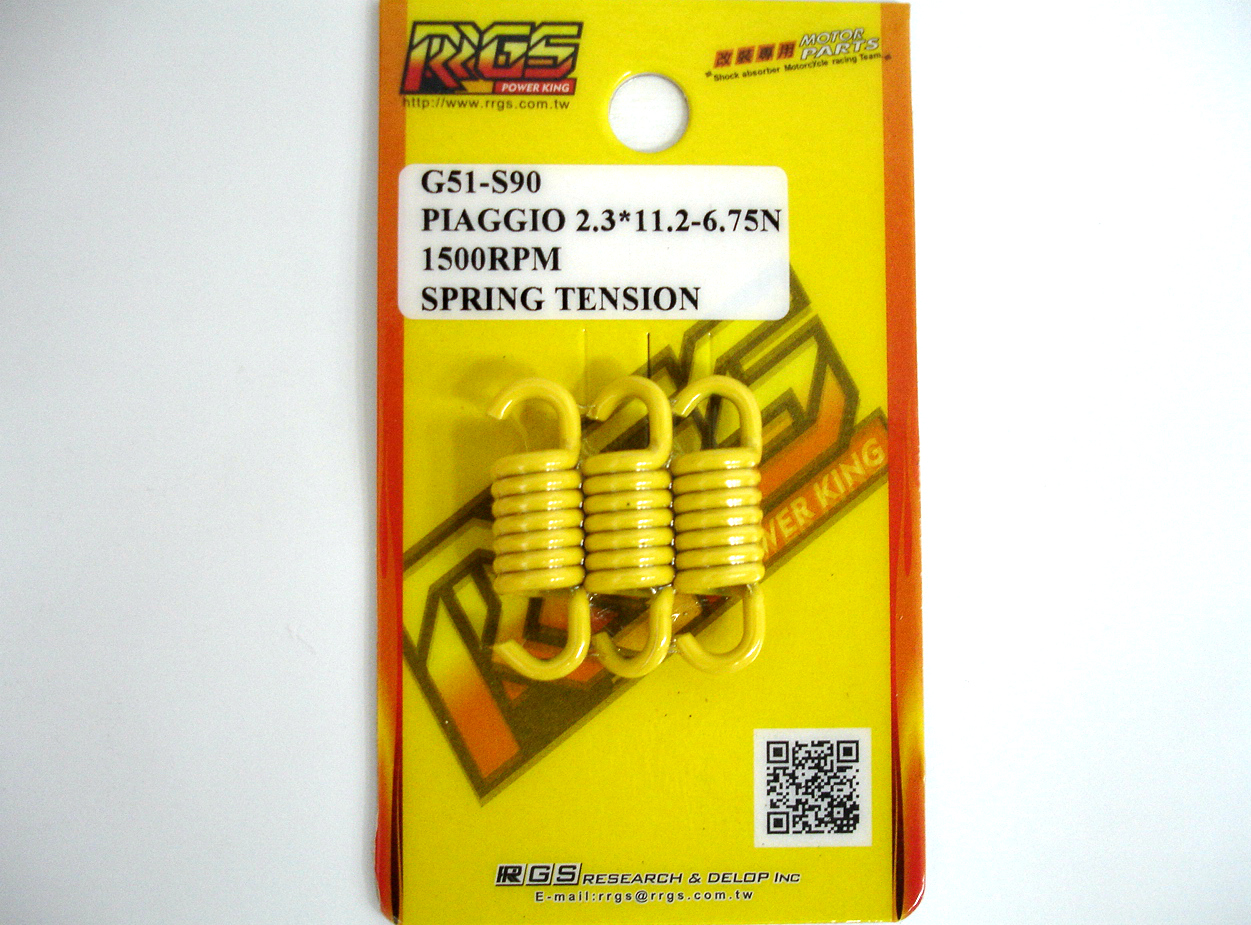 RRGS
POWER KING
http://www.rrgs.com.tw
改裝專用 MOTOR PARTS
Shock absorber Motorcycle racing Team
G51-S90
PIAGGIO 2.3*11.2-6.75N
1500RPM
SPRING TENSION
WER KING
RRGS RESEARCH & DELOP INC
E-mail:rrgs@rrgs.com.tw